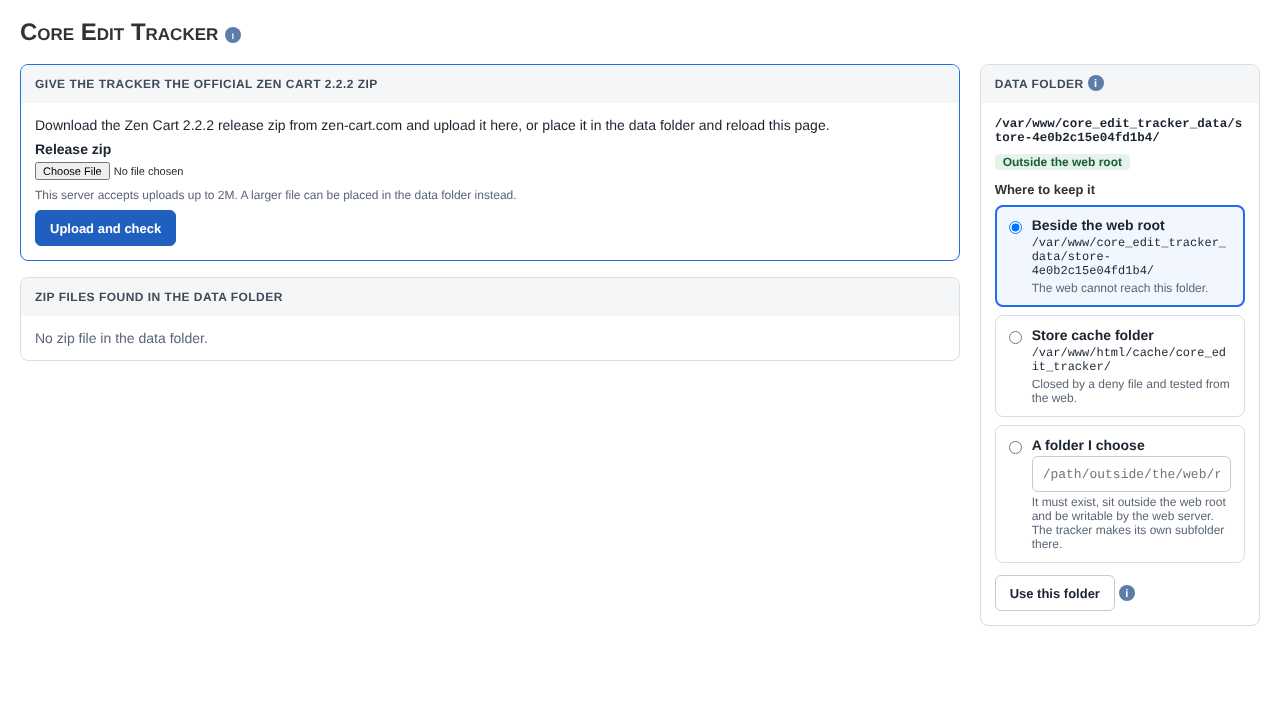 Core Edit Tracker i
GIVE THE TRACKER THE OFFICIAL ZEN CART 2.2.2 ZIP
Download the Zen Cart 2.2.2 release zip from zen-cart.com and upload it here, or place it in the data folder and reload this page.
Release zip
Choose File No file chosen
This server accepts uploads up to 2M. A larger file can be placed in the data folder instead.
Upload and check
ZIP FILES FOUND IN THE DATA FOLDER
No zip file in the data folder.
DATA FOLDER i
/var/www/core_edit_tracker_data/s
tore-4e0b2c15e04fd1b4/
Outside the web root
Where to keep it
Beside the web root
/var/www/core_edit_tracker_
data/store-
4e0b2c15e04fd1b4/
The web cannot reach this folder.
Store cache folder
/var/www/html/cache/core_ed
it_tracker/
Closed by a deny file and tested from
the web.
A folder I choose
/path/outside/the/web/r
It must exist, sit outside the web root
and be writable by the web server.
The tracker makes its own subfolder
there.
Use this folder i